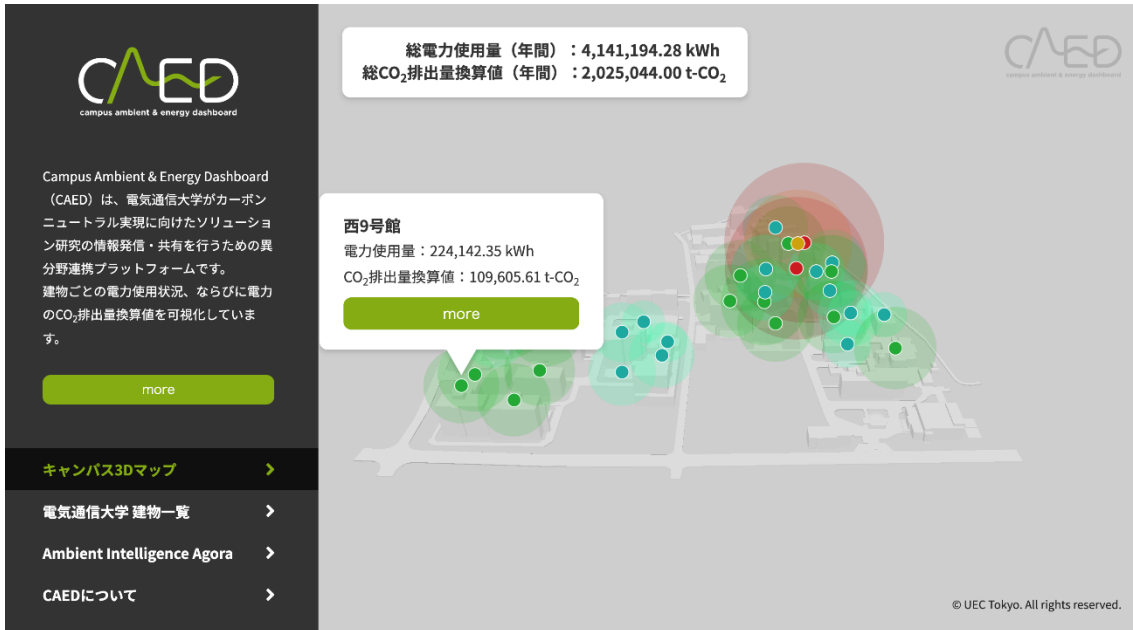 CAED
campus ambient & energy dashboard
Campus Ambient & Energy Dashboard
（CAED）は、電気通信大学がカーボン
ニュートラル実現に向けたソリューショ
ン研究の情報発信・共有を行うための異
分野連携プラットフォームです。
建物ごとの電力使用状況、ならびに電力
のCO₂排出量換算値を可視化していま
す。
more
キャンパス3Dマップ
電気通信大学 建物一覧
Ambient Intelligence Agora
CAEDについて
総電力使用量（年間）：4,141,194.28 kWh
総CO₂排出量換算値（年間）：2,025,044.00 t-CO₂
CAED
campus ambient & energy dashboard
西9号館
電力使用量：224,142.35 kWh
CO₂排出量換算値：109,605.61 t-CO₂
more
© UEC Tokyo. All rights reserved.